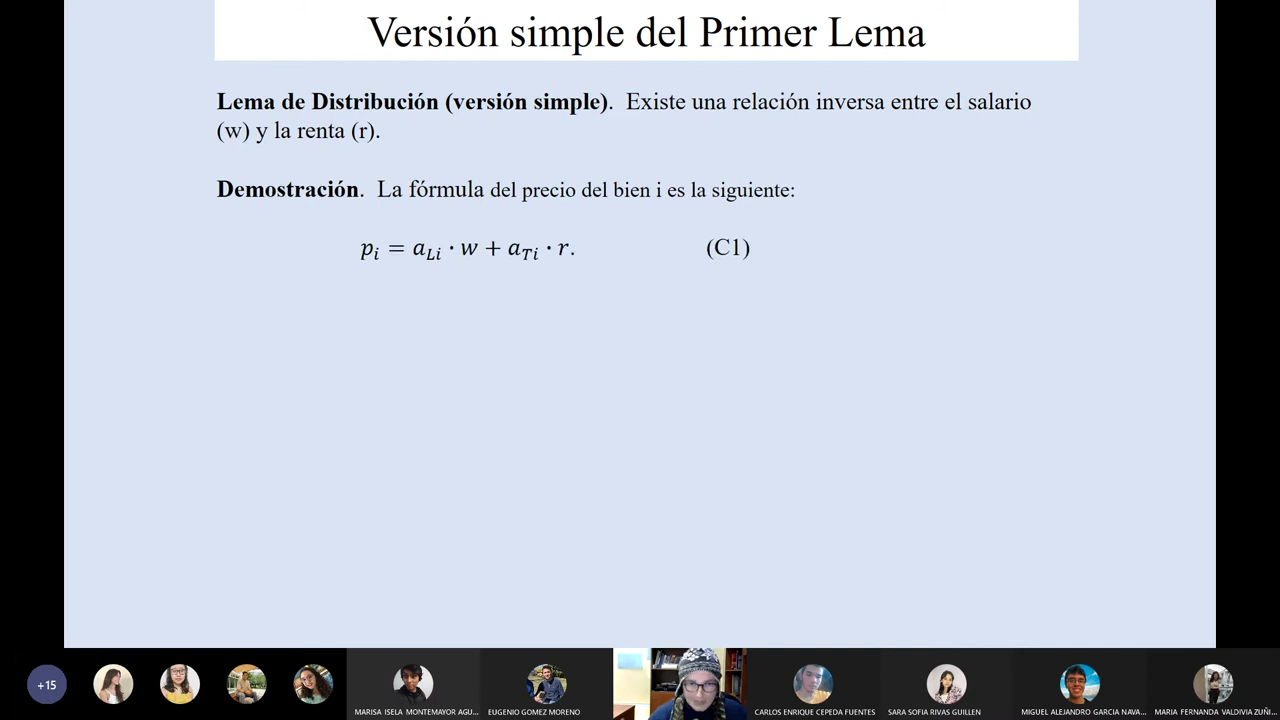 Versión simple del Primer Lema
Lema de Distribución (versión simple). Existe una relación inversa entre el salario
(w) y la renta (r).
Demostración. La fórmula del precio del bien i es la siguiente:
pᵢ = a_Li · w + a_Ti · r. (C1)
+15
MARISA ISELA MONTEMAYOR AGU...
EUGENIO GOMEZ MORENO
CARLOS ENRIQUE CEPEDA FUENTES
SARA SOFIA RIVAS GUILLEN
MIGUEL ALEJANDRO GARCIA NAVA...
MARIA FERNANDA VALDIVIA ZUÑI...